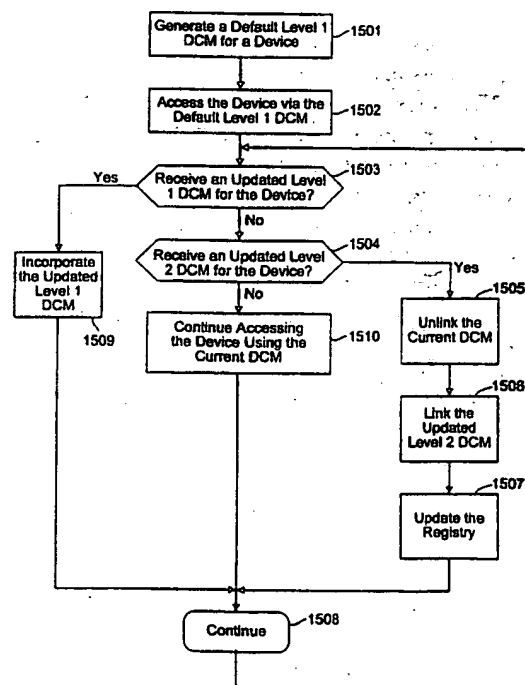 Generate a Default Level 1
DCM for a Device
1501
Access the Device via the
Default Level 1 DCM
1502
1503
Yes
Receive an Updated Level
1 DCM for the Device?
No
1504
Receive an Updated Level
2 DCM for the Device?
Yes
Incorporate
the Updated
Level 1
DCM
1509
No
Continue Accessing
the Device Using the
Current DCM
1510
1505
Unlink the
Current DCM
1508
Link the
Updated
Level 2 DCM
1507
Update the
Registry
1508
Continue